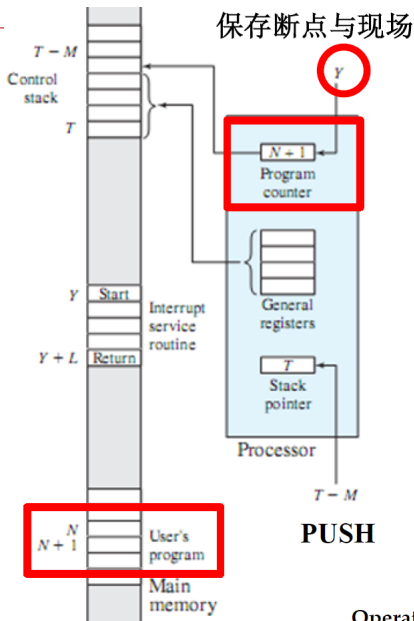 保存断点与现场
T − M
Control
stack
T
Y
N + 1
Program
counter
General
registers
T
Stack
pointer
Processor
T − M
PUSH
Y
Start
Y + L
Return
Interrupt
service
routine
N
N + 1
User's
program
Main
memory
Operat